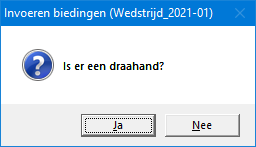 Invoeren biedingen (Wedstrijd_2021-01)
Is er een draahand?
Ja
Nee